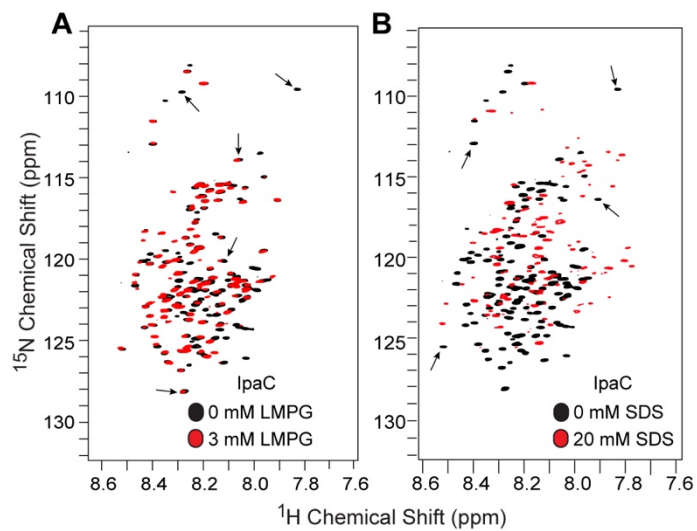 A
B
110
115
120
125
130
110
115
120
125
130
¹⁵N Chemical Shift (ppm)
IpaC
0 mM LMPG
3 mM LMPG
IpaC
0 mM SDS
20 mM SDS
8.6 8.4 8.2 8.0 7.8 8.6 8.4 8.2 8.0 7.8 7.6
¹H Chemical Shift (ppm)